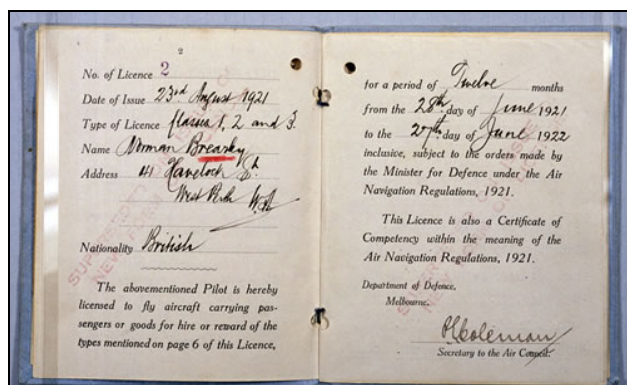 2
No. of Licence 2
Date of Issue 23rd August 1921
Type of Licence Classes 1, 2 and 3.
Name Norman Brearley
Address 41 Havelock St.
West Perth W.A
Nationality British
The abovementioned Pilot is hereby
licensed to fly aircraft carrying pas-
sengers or goods for hire or reward of the
types mentioned on page 6 of this Licence,
for a period of Twelve months
from the 28th day of June 1921
to the 27th day of June 1922
inclusive, subject to the orders made by
the Minister for Defence under the Air
Navigation Regulations, 1921.
This Licence is also a Certificate of
Competency within the meaning of the
Air Navigation Regulations, 1921.
Department of Defence,
Melbourne.
Coleman
Secretary to the Air Council.